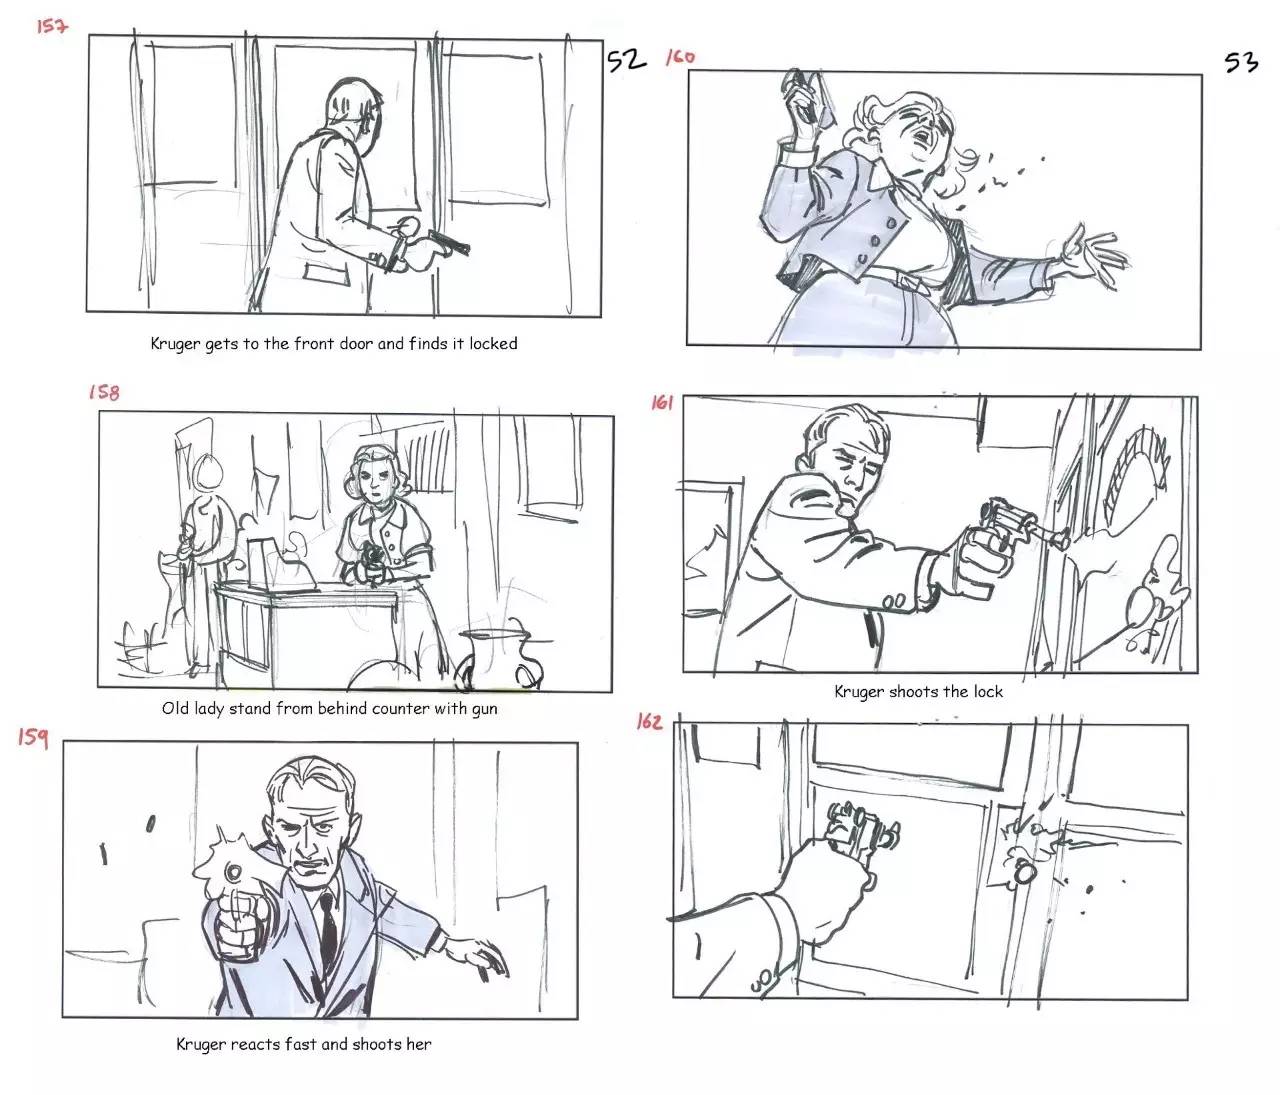 157
52
Kruger gets to the front door and finds it locked
158
Old lady stand from behind counter with gun
159
Kruger reacts fast and shoots her
160
53
161
Kruger shoots the lock
162